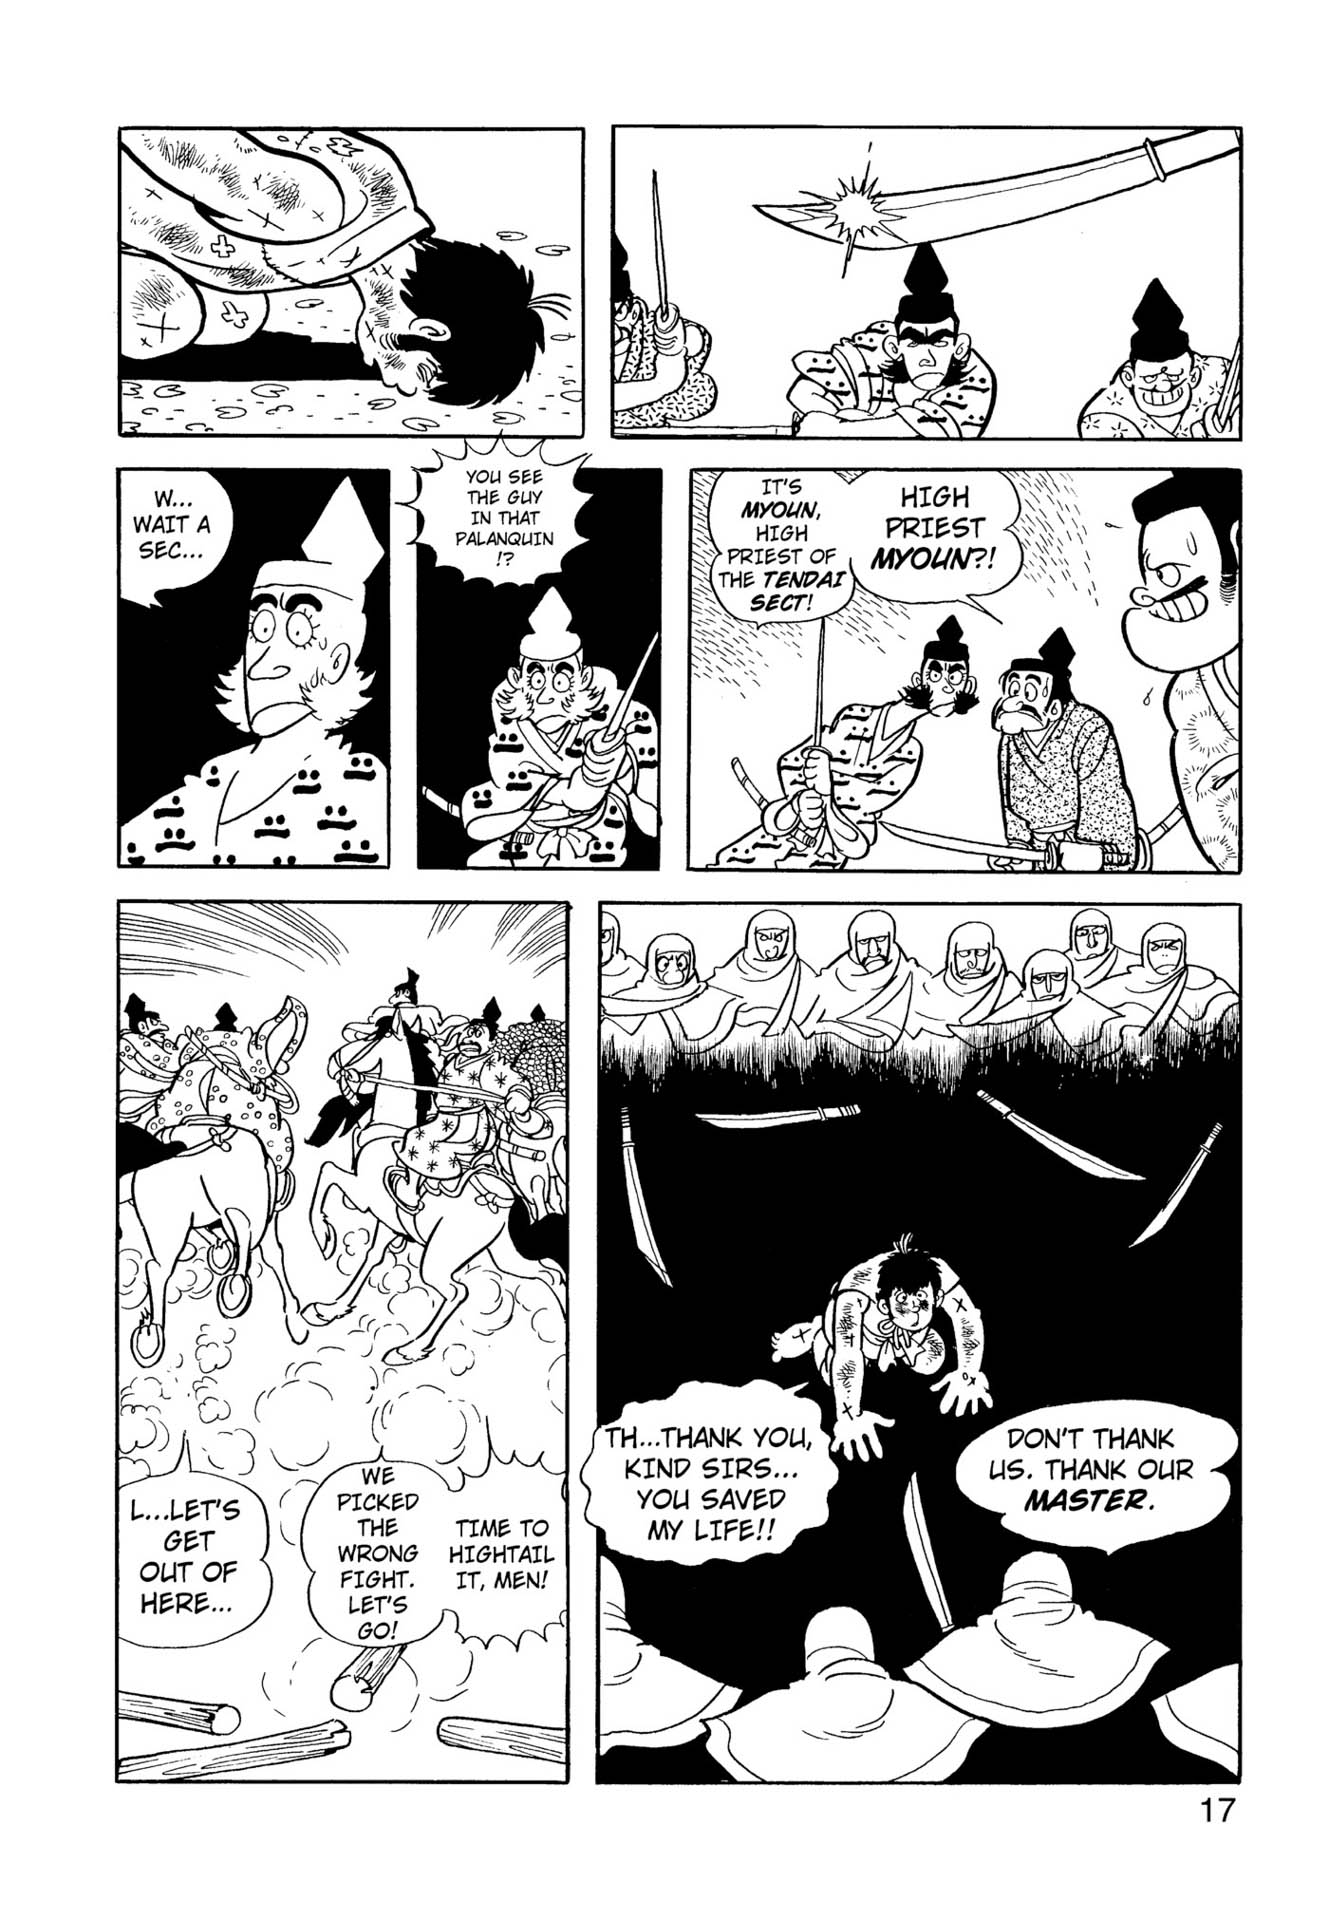 W...
WAIT A
SEC...
YOU SEE
THE GUY
IN THAT
PALANQUIN
!?
IT'S
MYOUN,
HIGH
PRIEST OF
THE TENDAI
SECT!
HIGH
PRIEST
MYOUN?!
L...LET'S
GET
OUT OF
HERE...
WE
PICKED
THE
WRONG
FIGHT.
LET'S
GO!
TIME TO
HIGHTAIL
IT, MEN!
TH...THANK YOU,
KIND SIRS...
YOU SAVED
MY LIFE!!
DON'T THANK
US. THANK OUR
MASTER.
17